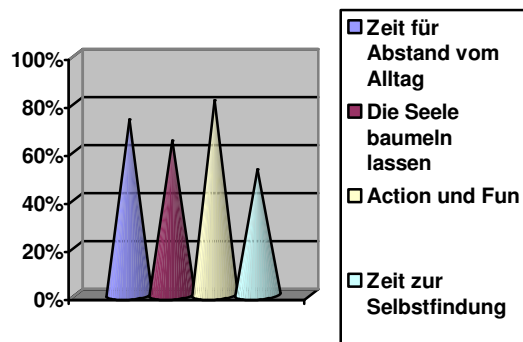 100%
80%
60%
40%
20%
0%
Zeit für
Abstand vom
Alltag
Die Seele
baumeln
lassen
Action und Fun
Zeit zur
Selbstfindung